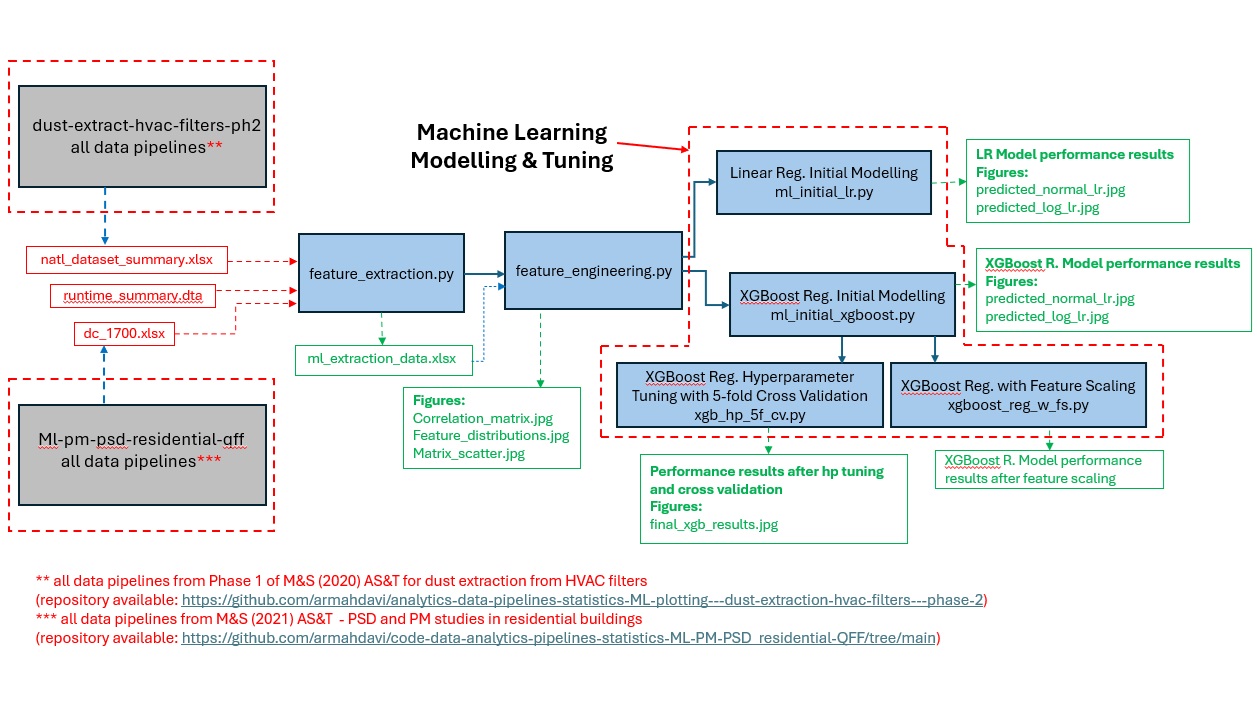 dust-extract-hvac-filters-ph2
all data pipelines**
natl_dataset_summary.xlsx
runtime_summary.dta
dc_1700.xlsx
Ml-pm-psd-residential-qff
all data pipelines***
feature_extraction.py
ml_extraction_data.xlsx
feature_engineering.py
Figures:
Correlation_matrix.jpg
Feature_distributions.jpg
Matrix_scatter.jpg
Machine Learning
Modelling & Tuning
Linear Reg. Initial Modelling
ml_initial_lr.py
LR Model performance results
Figures:
predicted_normal_lr.jpg
predicted_log_lr.jpg
XGBoost Reg. Initial Modelling
ml_initial_xgboost.py
XGBoost R. Model performance results
Figures:
predicted_normal_lr.jpg
predicted_log_lr.jpg
XGBoost Reg. Hyperparameter
Tuning with 5-fold Cross Validation
xgb_hp_5f_cv.py
XGBoost Reg. with Feature Scaling
xgboost_reg_w_fs.py
Performance results after hp tuning
and cross validation
Figures:
final_xgb_results.jpg
XGBoost R. Model performance
results after feature scaling
** all data pipelines from Phase 1 of M&S (2020) AS&T for dust extraction from HVAC filters
(repository available: https://github.com/armahdavi/analytics-data-pipelines-statistics-ML-plotting---dust-extraction-hvac-filters---phase-2)
*** all data pipelines from M&S (2021) AS&T - PSD and PM studies in residential buildings
(repository available: https://github.com/armahdavi/code-data-analytics-pipelines-statistics-ML-PM-PSD_residential-QFF/tree/main)